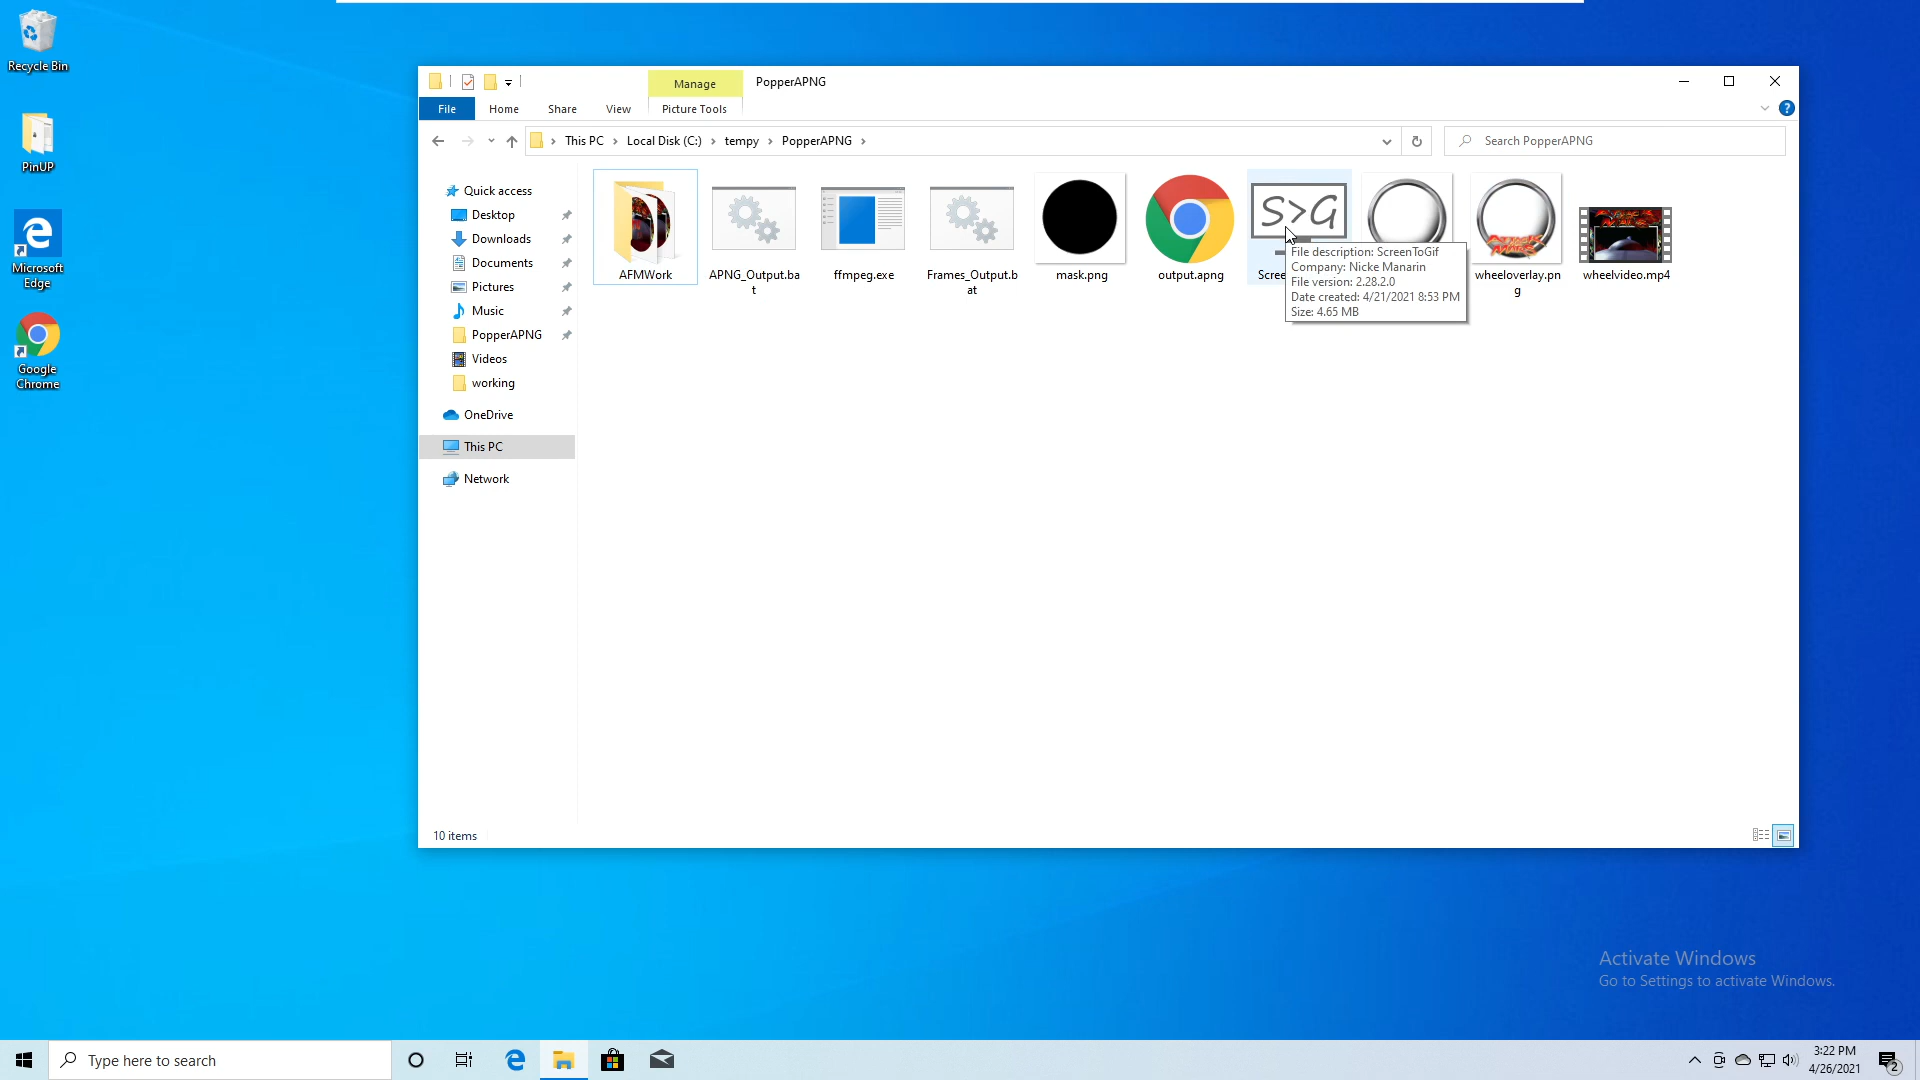 Recycle Bin
PinUP
Microsoft
Edge
Google
Chrome
Manage
PopperAPNG
File
Home
Share
View
Picture Tools
This PC
Local Disk (C:)
tempy
PopperAPNG
Search PopperAPNG
Quick access
Desktop
Downloads
Documents
Pictures
Music
PopperAPNG
Videos
working
OneDrive
This PC
Network
AFMWork
APNG_Output.ba
t
ffmpeg.exe
Frames_Output.b
at
mask.png
output.apng
S>G
Scree
wheeloverlay.pn
g
wheelvideo.mp4
File description: ScreenToGif
Company: Nicke Manarin
File version: 2.28.2.0
Date created: 4/21/2021 8:53 PM
Size: 4.65 MB
10 items
Activate Windows
Go to Settings to activate Windows.
Type here to search
3:22 PM
4/26/2021
2